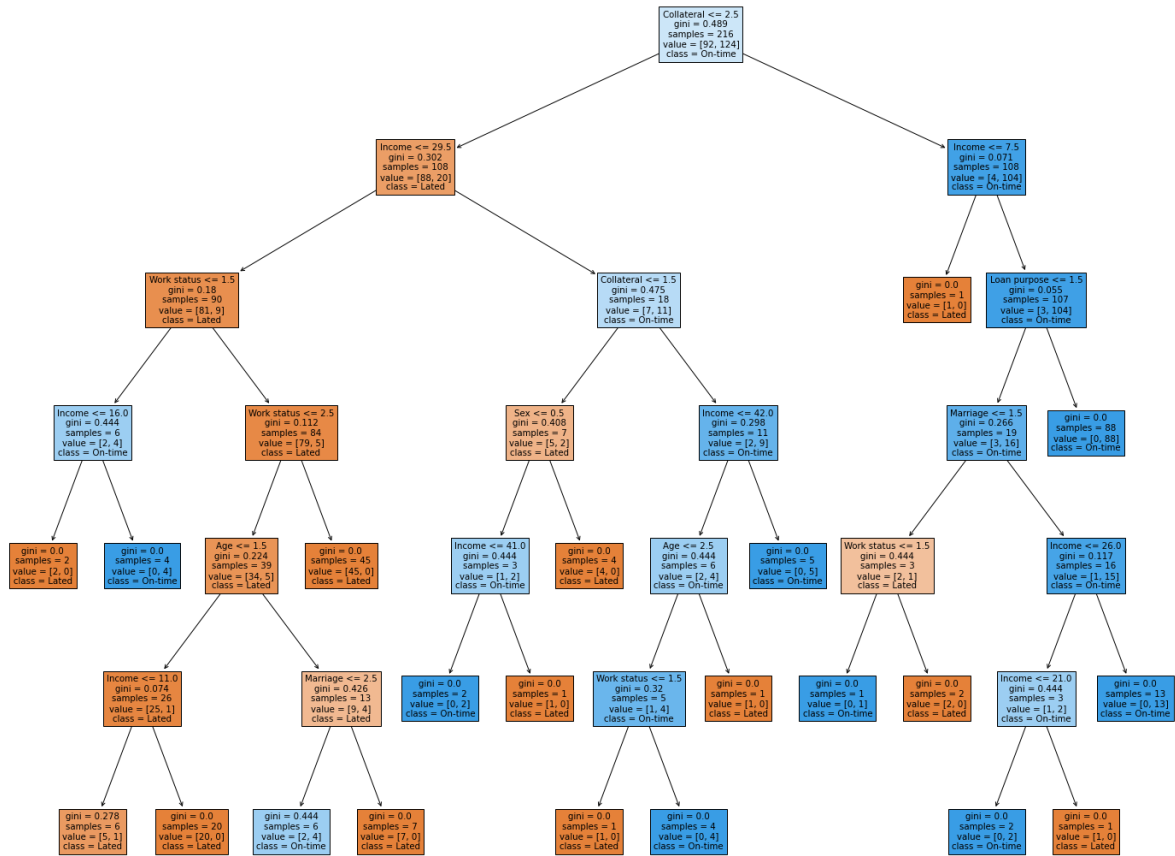 Collateral <= 2.5
gini = 0.489
samples = 216
value = [92, 124]
class = On-time
Income <= 29.5
gini = 0.302
samples = 108
value = [88, 20]
class = Lated
Income <= 7.5
gini = 0.071
samples = 108
value = [4, 104]
class = On-time
Work status <= 1.5
gini = 0.18
samples = 90
value = [81, 9]
class = Lated
Collateral <= 1.5
gini = 0.475
samples = 18
value = [7, 11]
class = On-time
gini = 0.0
samples = 1
value = [1, 0]
class = Lated
Loan purpose <= 1.5
gini = 0.055
samples = 107
value = [3, 104]
class = On-time
Income <= 16.0
gini = 0.444
samples = 6
value = [2, 4]
class = On-time
Work status <= 2.5
gini = 0.112
samples = 84
value = [79, 5]
class = Lated
Sex <= 0.5
gini = 0.408
samples = 7
value = [5, 2]
class = Lated
Income <= 42.0
gini = 0.298
samples = 11
value = [2, 9]
class = On-time
Marriage <= 1.5
gini = 0.266
samples = 19
value = [3, 16]
class = On-time
gini = 0.0
samples = 88
value = [0, 88]
class = On-time
gini = 0.0
samples = 2
value = [2, 0]
class = Lated
gini = 0.0
samples = 4
value = [0, 4]
class = On-time
Age <= 1.5
gini = 0.224
samples = 39
value = [34, 5]
class = Lated
gini = 0.0
samples = 45
value = [45, 0]
class = Lated
Income <= 41.0
gini = 0.444
samples = 3
value = [1, 2]
class = On-time
gini = 0.0
samples = 4
value = [4, 0]
class = Lated
Age <= 2.5
gini = 0.444
samples = 6
value = [2, 4]
class = On-time
gini = 0.0
samples = 5
value = [0, 5]
class = On-time
Work status <= 1.5
gini = 0.444
samples = 3
value = [2, 1]
class = Lated
Income <= 26.0
gini = 0.117
samples = 16
value = [1, 15]
class = On-time
Income <= 11.0
gini = 0.074
samples = 26
value = [25, 1]
class = Lated
Marriage <= 2.5
gini = 0.426
samples = 13
value = [9, 4]
class = Lated
gini = 0.0
samples = 2
value = [0, 2]
class = On-time
gini = 0.0
samples = 1
value = [1, 0]
class = Lated
Work status <= 1.5
gini = 0.32
samples = 5
value = [1, 4]
class = On-time
gini = 0.0
samples = 1
value = [1, 0]
class = Lated
gini = 0.0
samples = 1
value = [0, 1]
class = On-time
gini = 0.0
samples = 2
value = [2, 0]
class = Lated
Income <= 21.0
gini = 0.444
samples = 3
value = [1, 2]
class = On-time
gini = 0.0
samples = 13
value = [0, 13]
class = On-time
gini = 0.278
samples = 6
value = [5, 1]
class = Lated
gini = 0.0
samples = 20
value = [20, 0]
class = Lated
gini = 0.444
samples = 6
value = [2, 4]
class = On-time
gini = 0.0
samples = 7
value = [7, 0]
class = Lated
gini = 0.0
samples = 1
value = [1, 0]
class = Lated
gini = 0.0
samples = 4
value = [0, 4]
class = On-time
gini = 0.0
samples = 2
value = [0, 2]
class = On-time
gini = 0.0
samples = 1
value = [1, 0]
class = Lated